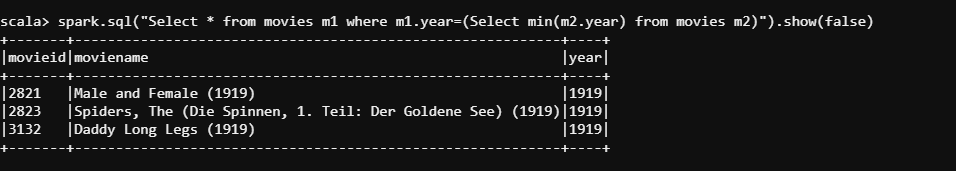 scala> spark.sql("Select * from movies m1 where m1.year=(Select min(m2.year) from movies m2)").show(false)
+-------+------------------------------------------------------------+----+
|movieid|moviename                                                   |year|
+-------+------------------------------------------------------------+----+
|2821   |Male and Female (1919)                                      |1919|
|2823   |Spiders, The (Die Spinnen, 1. Teil: Der Goldene See) (1919)|1919|
|3132   |Daddy Long Legs (1919)                                      |1919|
+-------+------------------------------------------------------------+----+